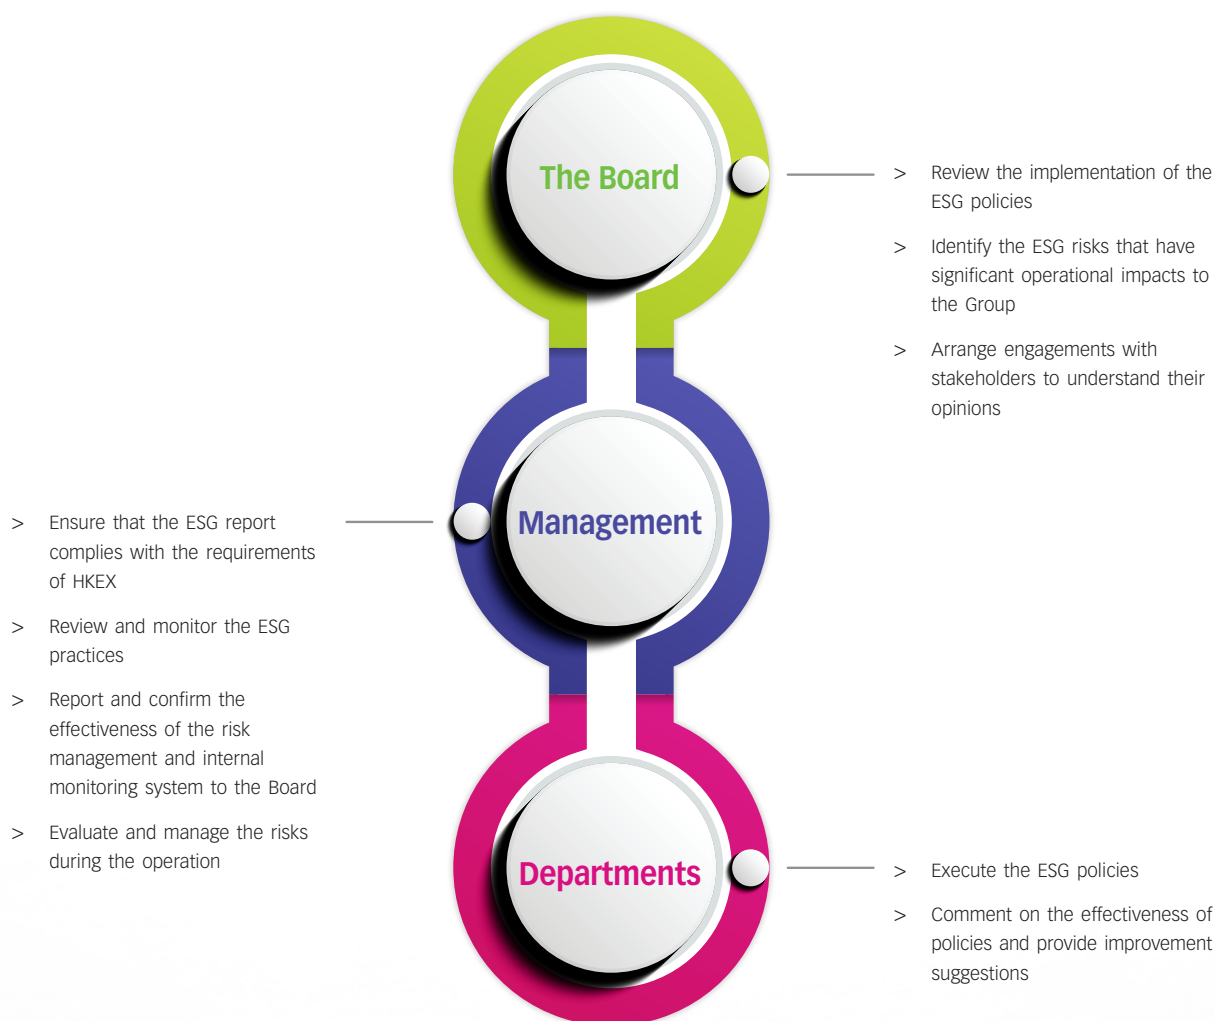 The Board
> Review the implementation of the
ESG policies
> Identify the ESG risks that have
significant operational impacts to
the Group
> Arrange engagements with
stakeholders to understand their
opinions
Management
> Ensure that the ESG report
complies with the requirements
of HKEX
> Review and monitor the ESG
practices
> Report and confirm the
effectiveness of the risk
management and internal
monitoring system to the Board
> Evaluate and manage the risks
during the operation
Departments
> Execute the ESG policies
> Comment on the effectiveness of
policies and provide improvement
suggestions